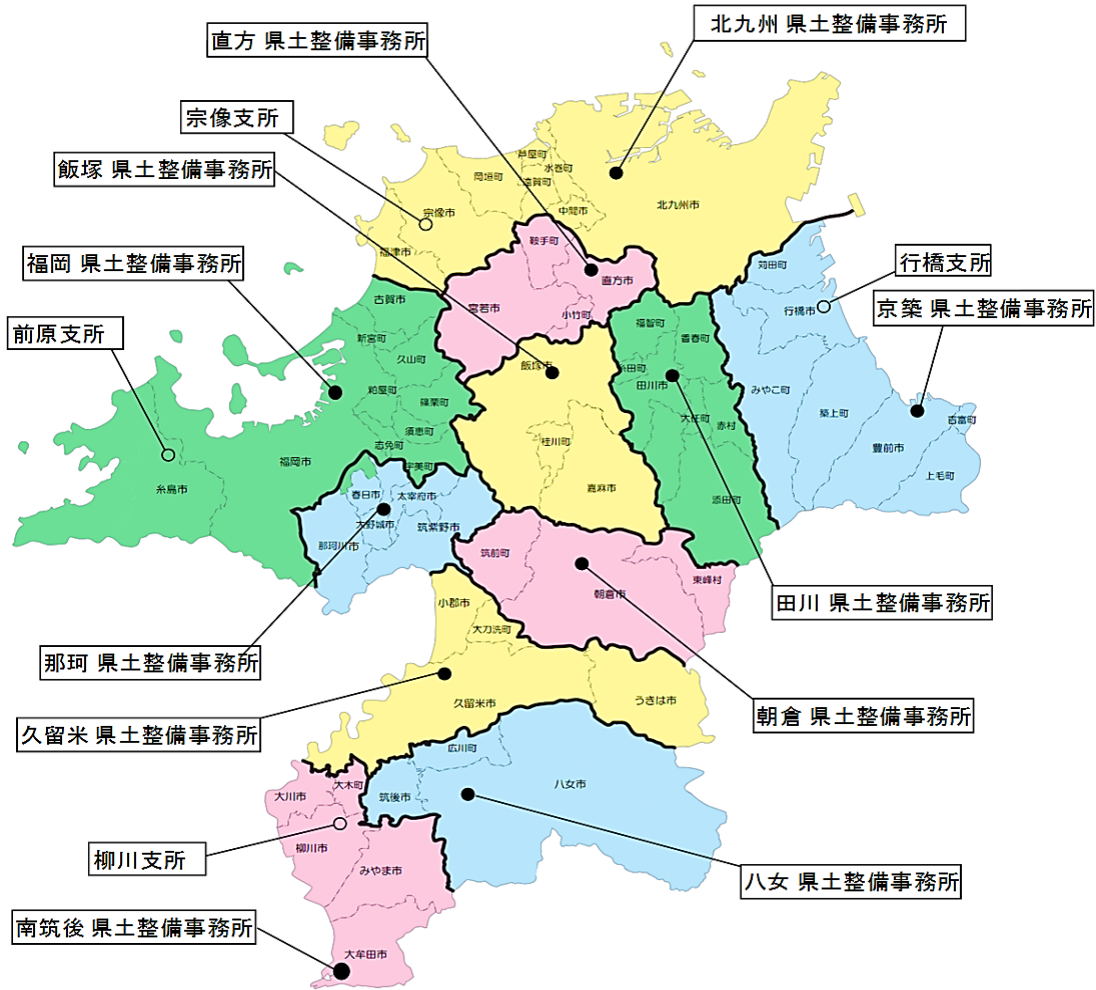 北九州 県土整備事務所
直方 県土整備事務所
宗像支所
飯塚 県土整備事務所
福岡 県土整備事務所
前原支所
行橋支所
京築 県土整備事務所
田川 県土整備事務所
那珂 県土整備事務所
久留米 県土整備事務所
朝倉 県土整備事務所
柳川支所
八女 県土整備事務所
南筑後 県土整備事務所
芦屋町
水巻町
岡垣町
遠賀町
北九州市
中間市
宗像市
福津市
鞍手町
直方市
宮若市
小竹町
苅田町
行橋市
古賀市
新宮町
久山町
粕屋町
篠栗町
須恵町
志免町
宇美町
福岡市
糸島市
飯塚市
桂川町
嘉麻市
福智町
香春町
糸田町
田川市
大任町
赤村
添田町
みやこ町
築上町
豊前市
吉富町
上毛町
春日市
太宰府市
大野城市
筑紫野市
那珂川市
筑前町
朝倉市
東峰村
小郡市
大刀洗町
久留米市
うきは市
広川町
筑後市
八女市
大川市
大木町
柳川市
みやま市
大牟田市